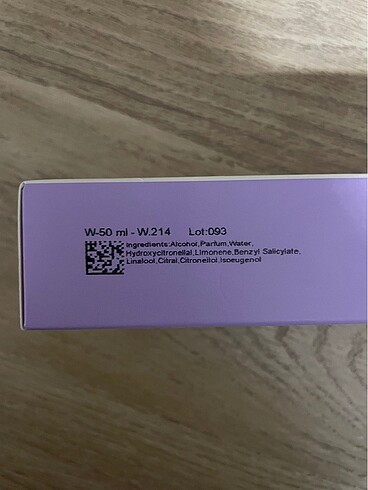 W-50 ml - W.214 Lot:093
Ingredients:Alcohol,Parfum,Water,
Hydroxycitronellal,Limonene,Benzyl Salicylate,
Linalool,Citral,Citronellol,Isoeugenol